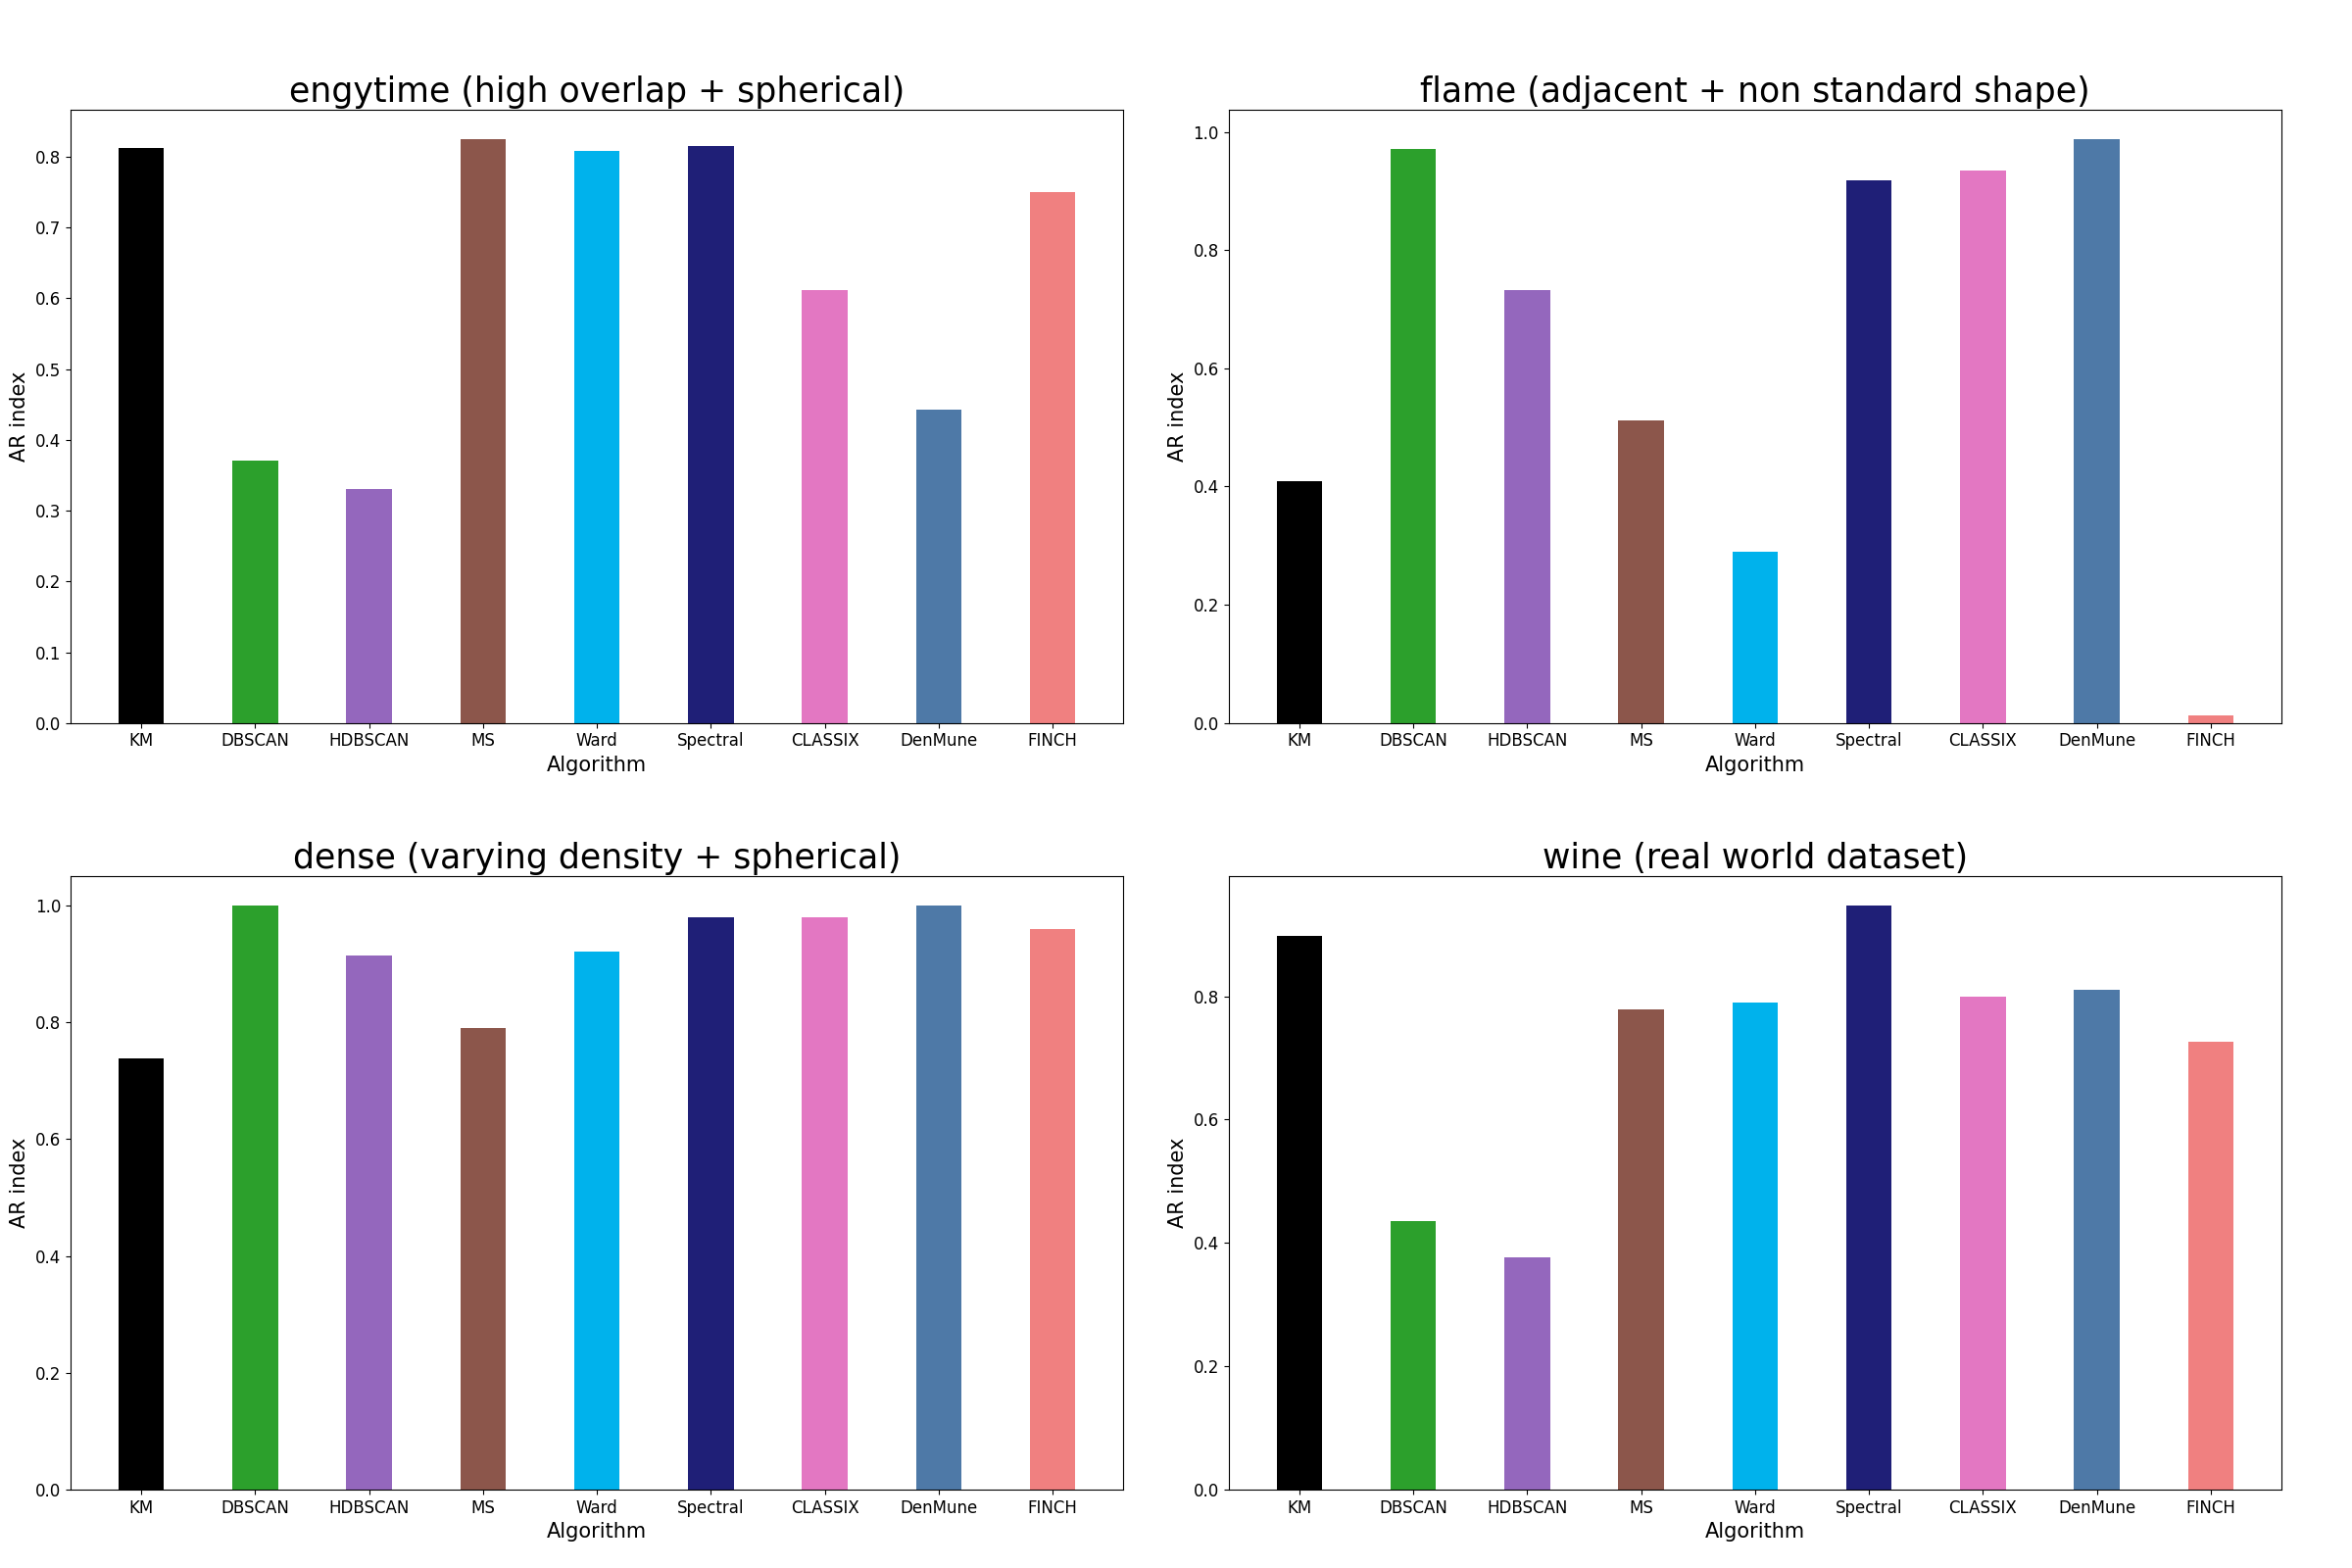 engytime (high overlap + spherical)
AR index
0.8
0.7
0.6
0.5
0.4
0.3
0.2
0.1
0.0
KM DBSCAN HDBSCAN MS Ward Spectral CLASSIX DenMune FINCH
Algorithm
flame (adjacent + non standard shape)
AR index
1.0
0.8
0.6
0.4
0.2
0.0
KM DBSCAN HDBSCAN MS Ward Spectral CLASSIX DenMune FINCH
Algorithm
dense (varying density + spherical)
AR index
1.0
0.8
0.6
0.4
0.2
0.0
KM DBSCAN HDBSCAN MS Ward Spectral CLASSIX DenMune FINCH
Algorithm
wine (real world dataset)
AR index
0.8
0.6
0.4
0.2
0.0
KM DBSCAN HDBSCAN MS Ward Spectral CLASSIX DenMune FINCH
Algorithm